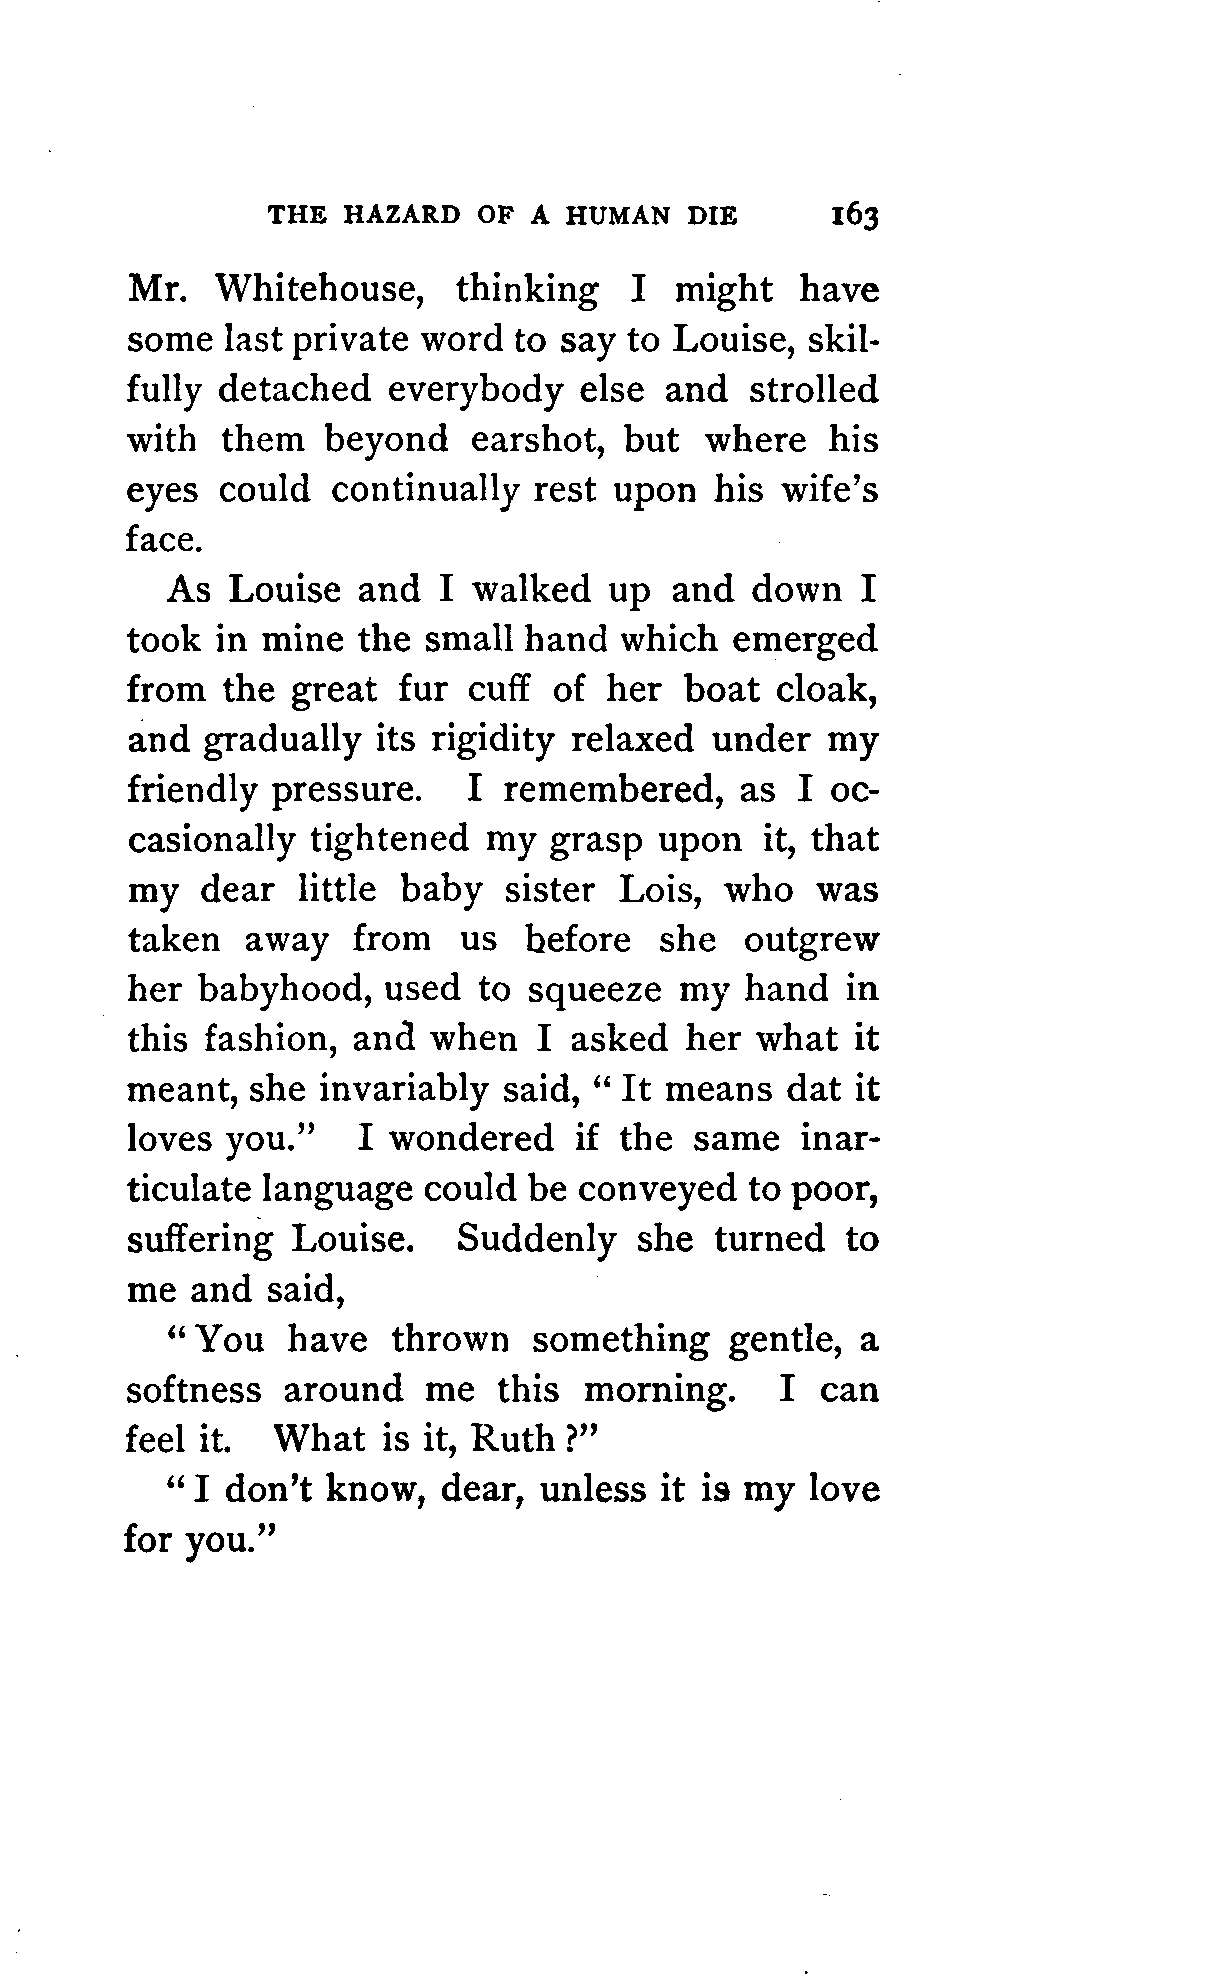 THE HAZARD OF A HUMAN DIE 163
Mr. Whitehouse, thinking I might have
some last private word to say to Louise, skil-
fully detached everybody else and strolled
with them beyond earshot, but where his
eyes could continually rest upon his wife's
face.
As Louise and I walked up and down I
took in mine the small hand which emerged
from the great fur cuff of her boat cloak,
and gradually its rigidity relaxed under my
friendly pressure. I remembered, as I oc-
casionally tightened my grasp upon it, that
my dear little baby sister Lois, who was
taken away from us before she outgrew
her babyhood, used to squeeze my hand in
this fashion, and when I asked her what it
meant, she invariably said, “ It means dat it
loves you.” I wondered if the same inar-
ticulate language could be conveyed to poor,
suffering Louise. Suddenly she turned to
me and said,
“ You have thrown something gentle, a
softness around me this morning. I can
feel it. What is it, Ruth ?”
“ I don't know, dear, unless it is my love
for you.”